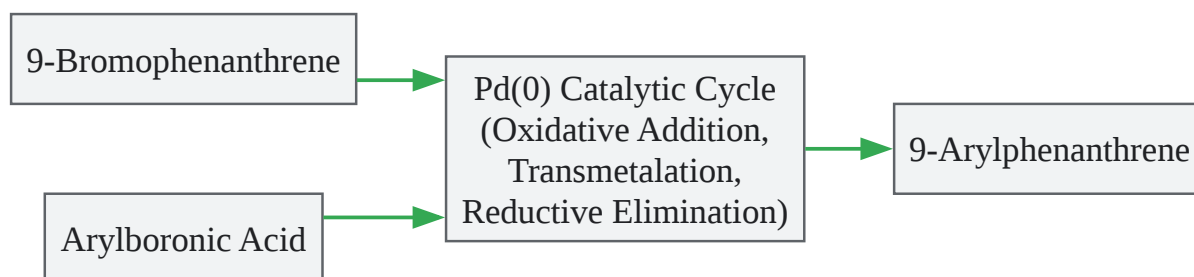 9-Bromophenanthrene
Arylboronic Acid
Pd(0) Catalytic Cycle
(Oxidative Addition,
Transmetalation,
Reductive Elimination)
9-Arylphenanthrene